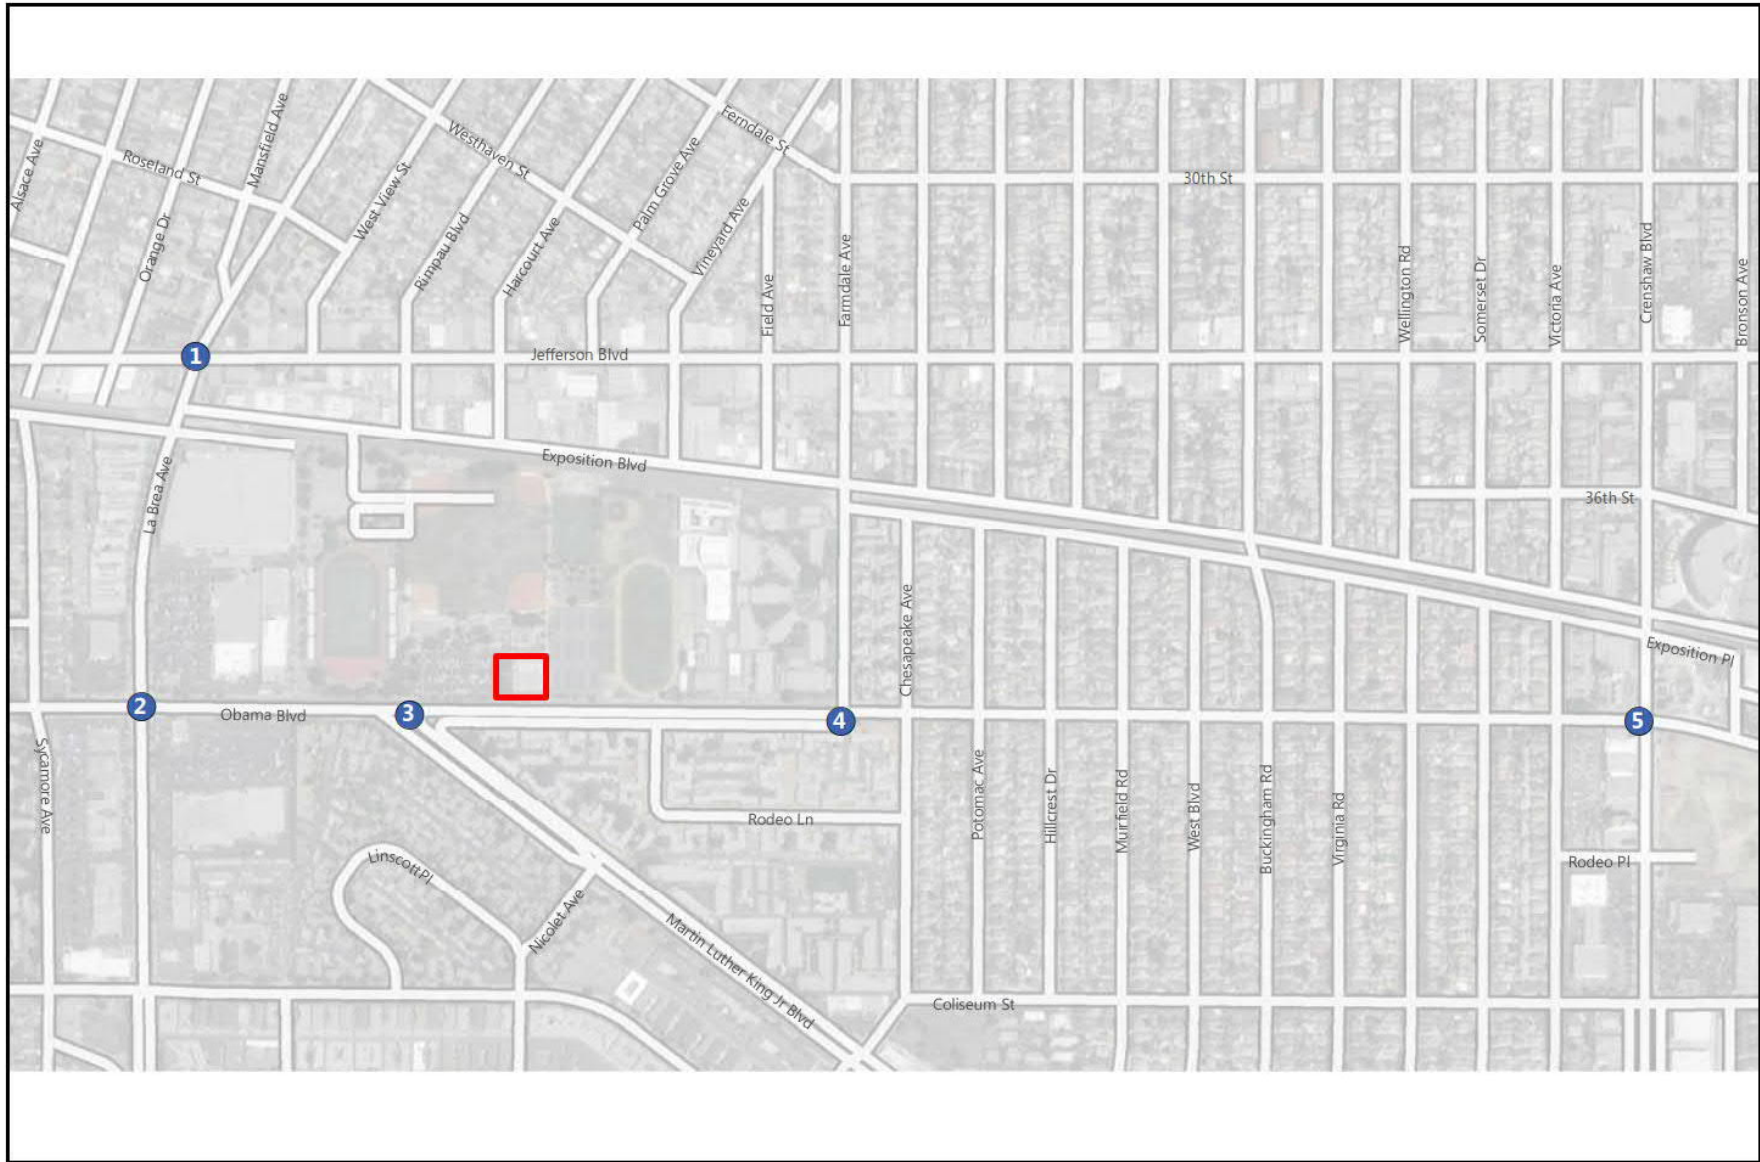 Alsace Ave
Roseland St
Mansfield Ave
Orange Dr
West View St
Westhaven St
Rimpau Blvd
Harcourt Ave
Palm Grove Ave
Ferndale St
Vineyard Ave
Field Ave
Farmdale Ave
30th St
Wellington Rd
Somerset Dr
Victoria Ave
Crenshaw Blvd
Bronson Ave
1
Jefferson Blvd
La Brea Ave
Exposition Blvd
36th St
Chesapeake Ave
Exposition Pl
2
Obama Blvd
3
4
5
Sycamore Ave
Rodeo Ln
Potomac Ave
Hillcrest Dr
Muirfield Rd
West Blvd
Buckingham Rd
Virginia Rd
Rodeo Pl
Linscott Pl
Nicolet Ave
Martin Luther King Jr Blvd
Coliseum St